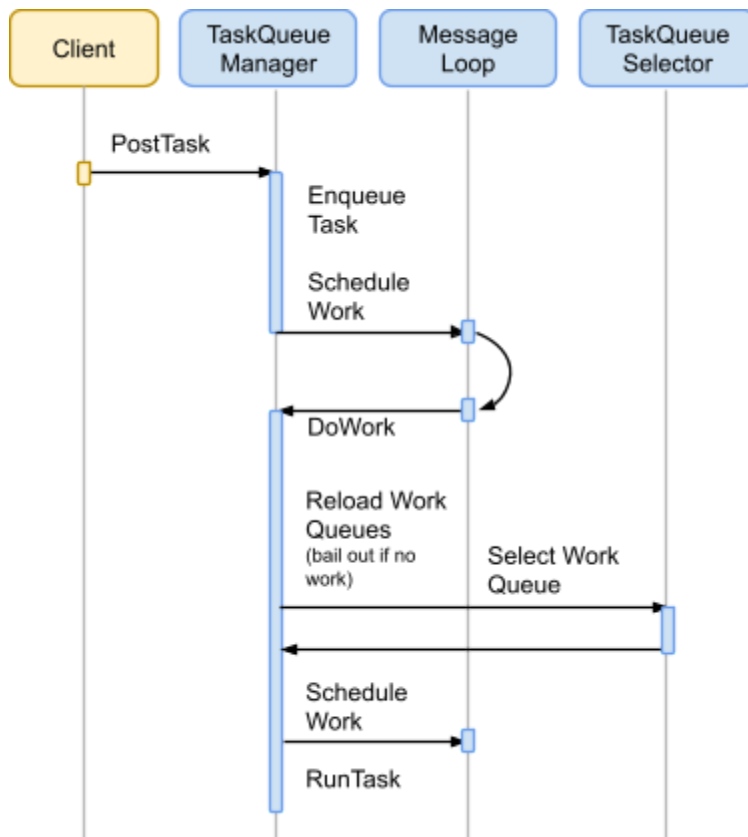 Client
TaskQueue
Manager
Message
Loop
TaskQueue
Selector
PostTask
Enqueue
Task
Schedule
Work
DoWork
Reload Work
Queues
(bail out if no
work)
Select Work
Queue
Schedule
Work
RunTask